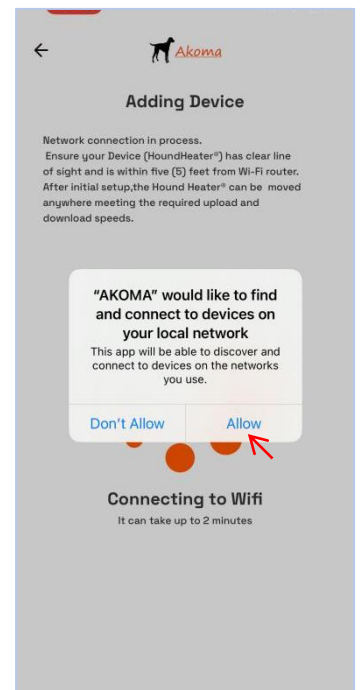 Akoma
Adding Device
Network connection in process.
Ensure your Device (HoundHeater®) has clear line
of sight and is within five (5) feet from Wi-Fi router.
After initial setup,the Hound Heater® can be moved
anywhere meeting the required upload and
download speeds.
"AKOMA" would like to find
and connect to devices on
your local network
This app will be able to discover and
connect to devices on the networks
you use.
Don't Allow
Allow
Connecting to Wifi
It can take up to 2 minutes